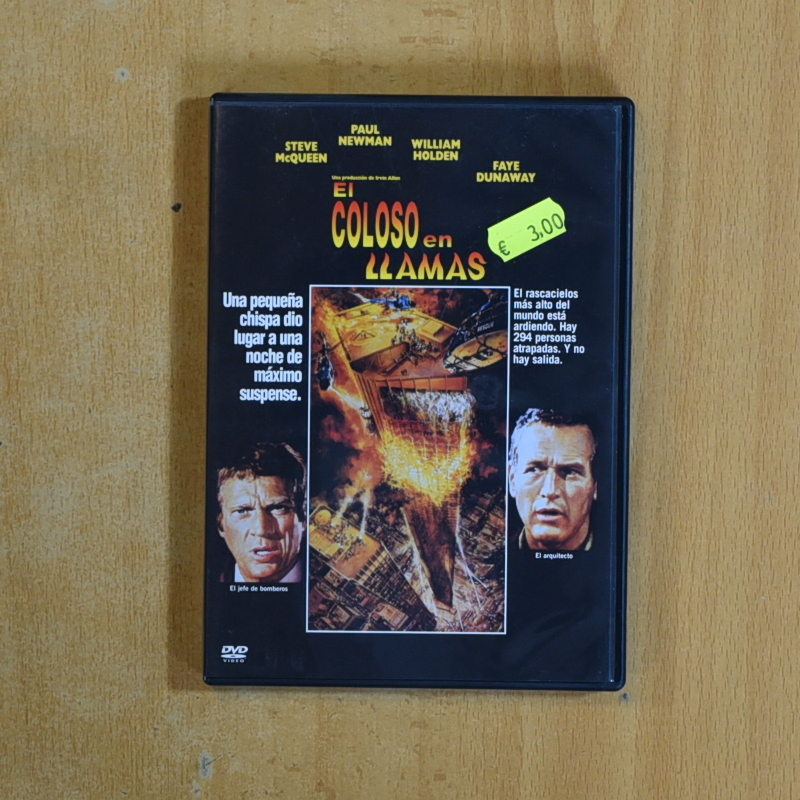 STEVE
McQUEEN
PAUL
NEWMAN
WILLIAM
HOLDEN
FAYE
DUNAWAY
Una producción de Irwin Allen
El
COLOSO en
LLAMAS
€ 3,00
Una pequeña
chispa dio
lugar a una
noche de
máximo
suspense.
El rascacielos
más alto del
mundo está
ardiendo. Hay
294 personas
atrapadas. Y no
hay salida.
El jefe de bomberos
El arquitecto
DVD
VIDEO